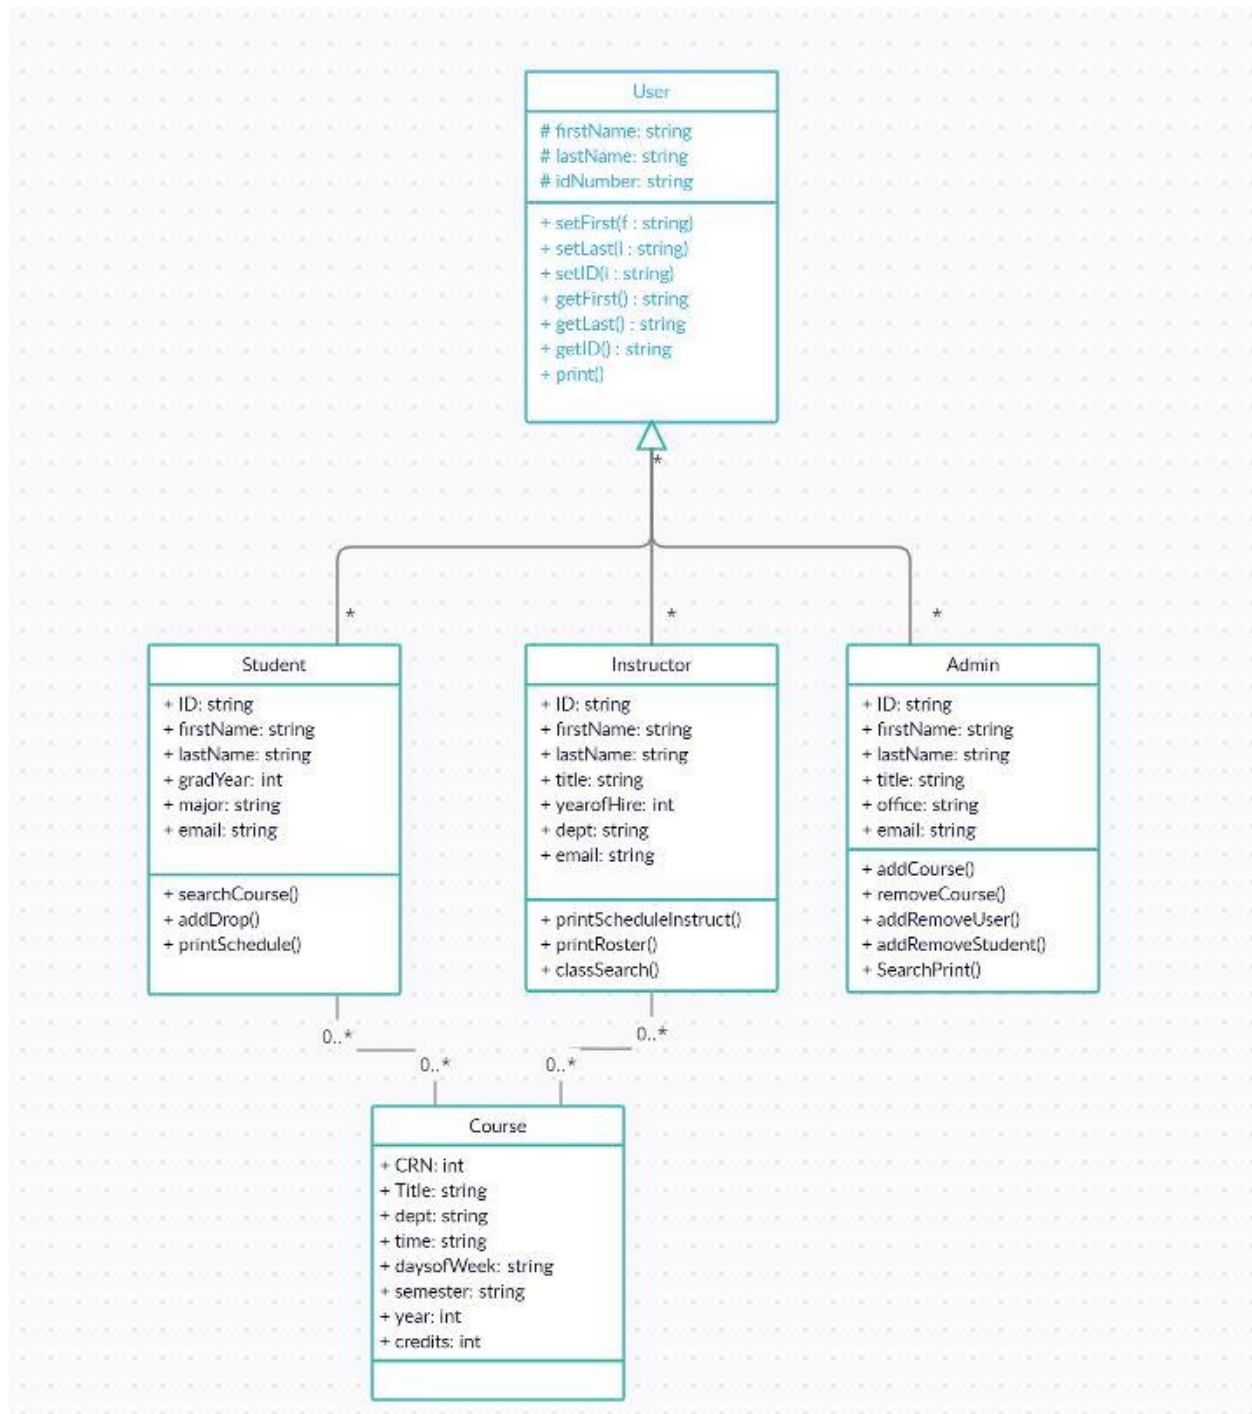 User
# firstName: string
# lastName: string
# idNumber: string
+ setFirst(f : string)
+ setLast(l : string)
+ setID(i : string)
+ getFirst() : string
+ getLast() : string
+ getID() : string
+ print()
*
*
*
*
Student
+ ID: string
+ firstName: string
+ lastName: string
+ gradYear: int
+ major: string
+ email: string
+ searchCourse()
+ addDrop()
+ printSchedule()
Instructor
+ ID: string
+ firstName: string
+ lastName: string
+ title: string
+ yearofHire: int
+ dept: string
+ email: string
+ printScheduleInstruct()
+ printRoster()
+ classSearch()
Admin
+ ID: string
+ firstName: string
+ lastName: string
+ title: string
+ office: string
+ email: string
+ addCourse()
+ removeCourse()
+ addRemoveUser()
+ addRemoveStudent()
+ SearchPrint()
0..*
0..*
0..*
0..*
Course
+ CRN: int
+ Title: string
+ dept: string
+ time: string
+ daysofWeek: string
+ semester: string
+ year: int
+ credits: int